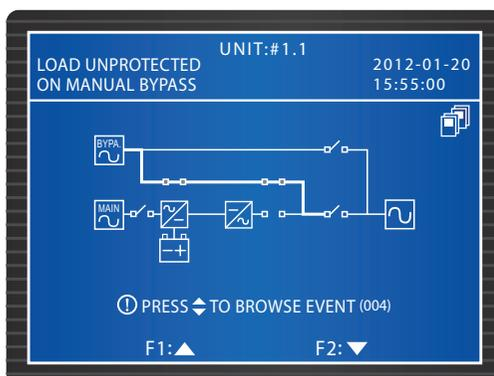 UNIT:#1.1
LOAD UNPROTECTED
ON MANUAL BYPASS
2012-01-20
15:55:00
BYPA.
MAIN
PRESS TO BROWSE EVENT (004)
F1:
F2: